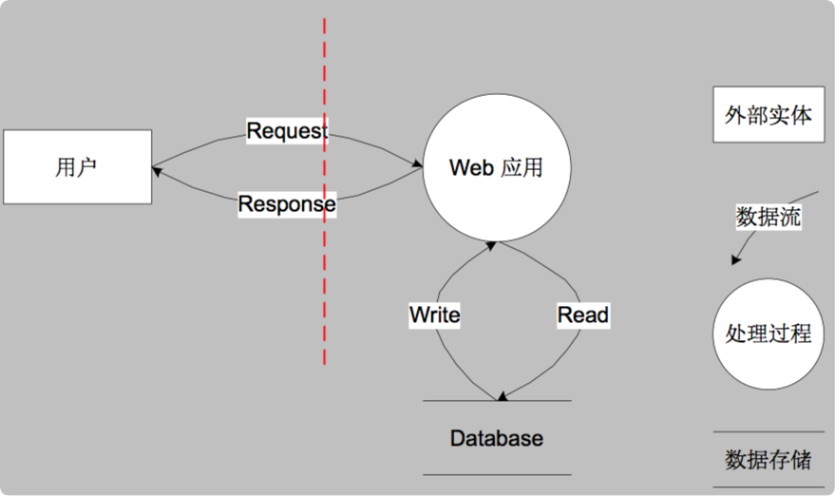 Request
用户
Web 应用
Response
Write
Read
Database
外部实体
数据流
处理过程
数据存储